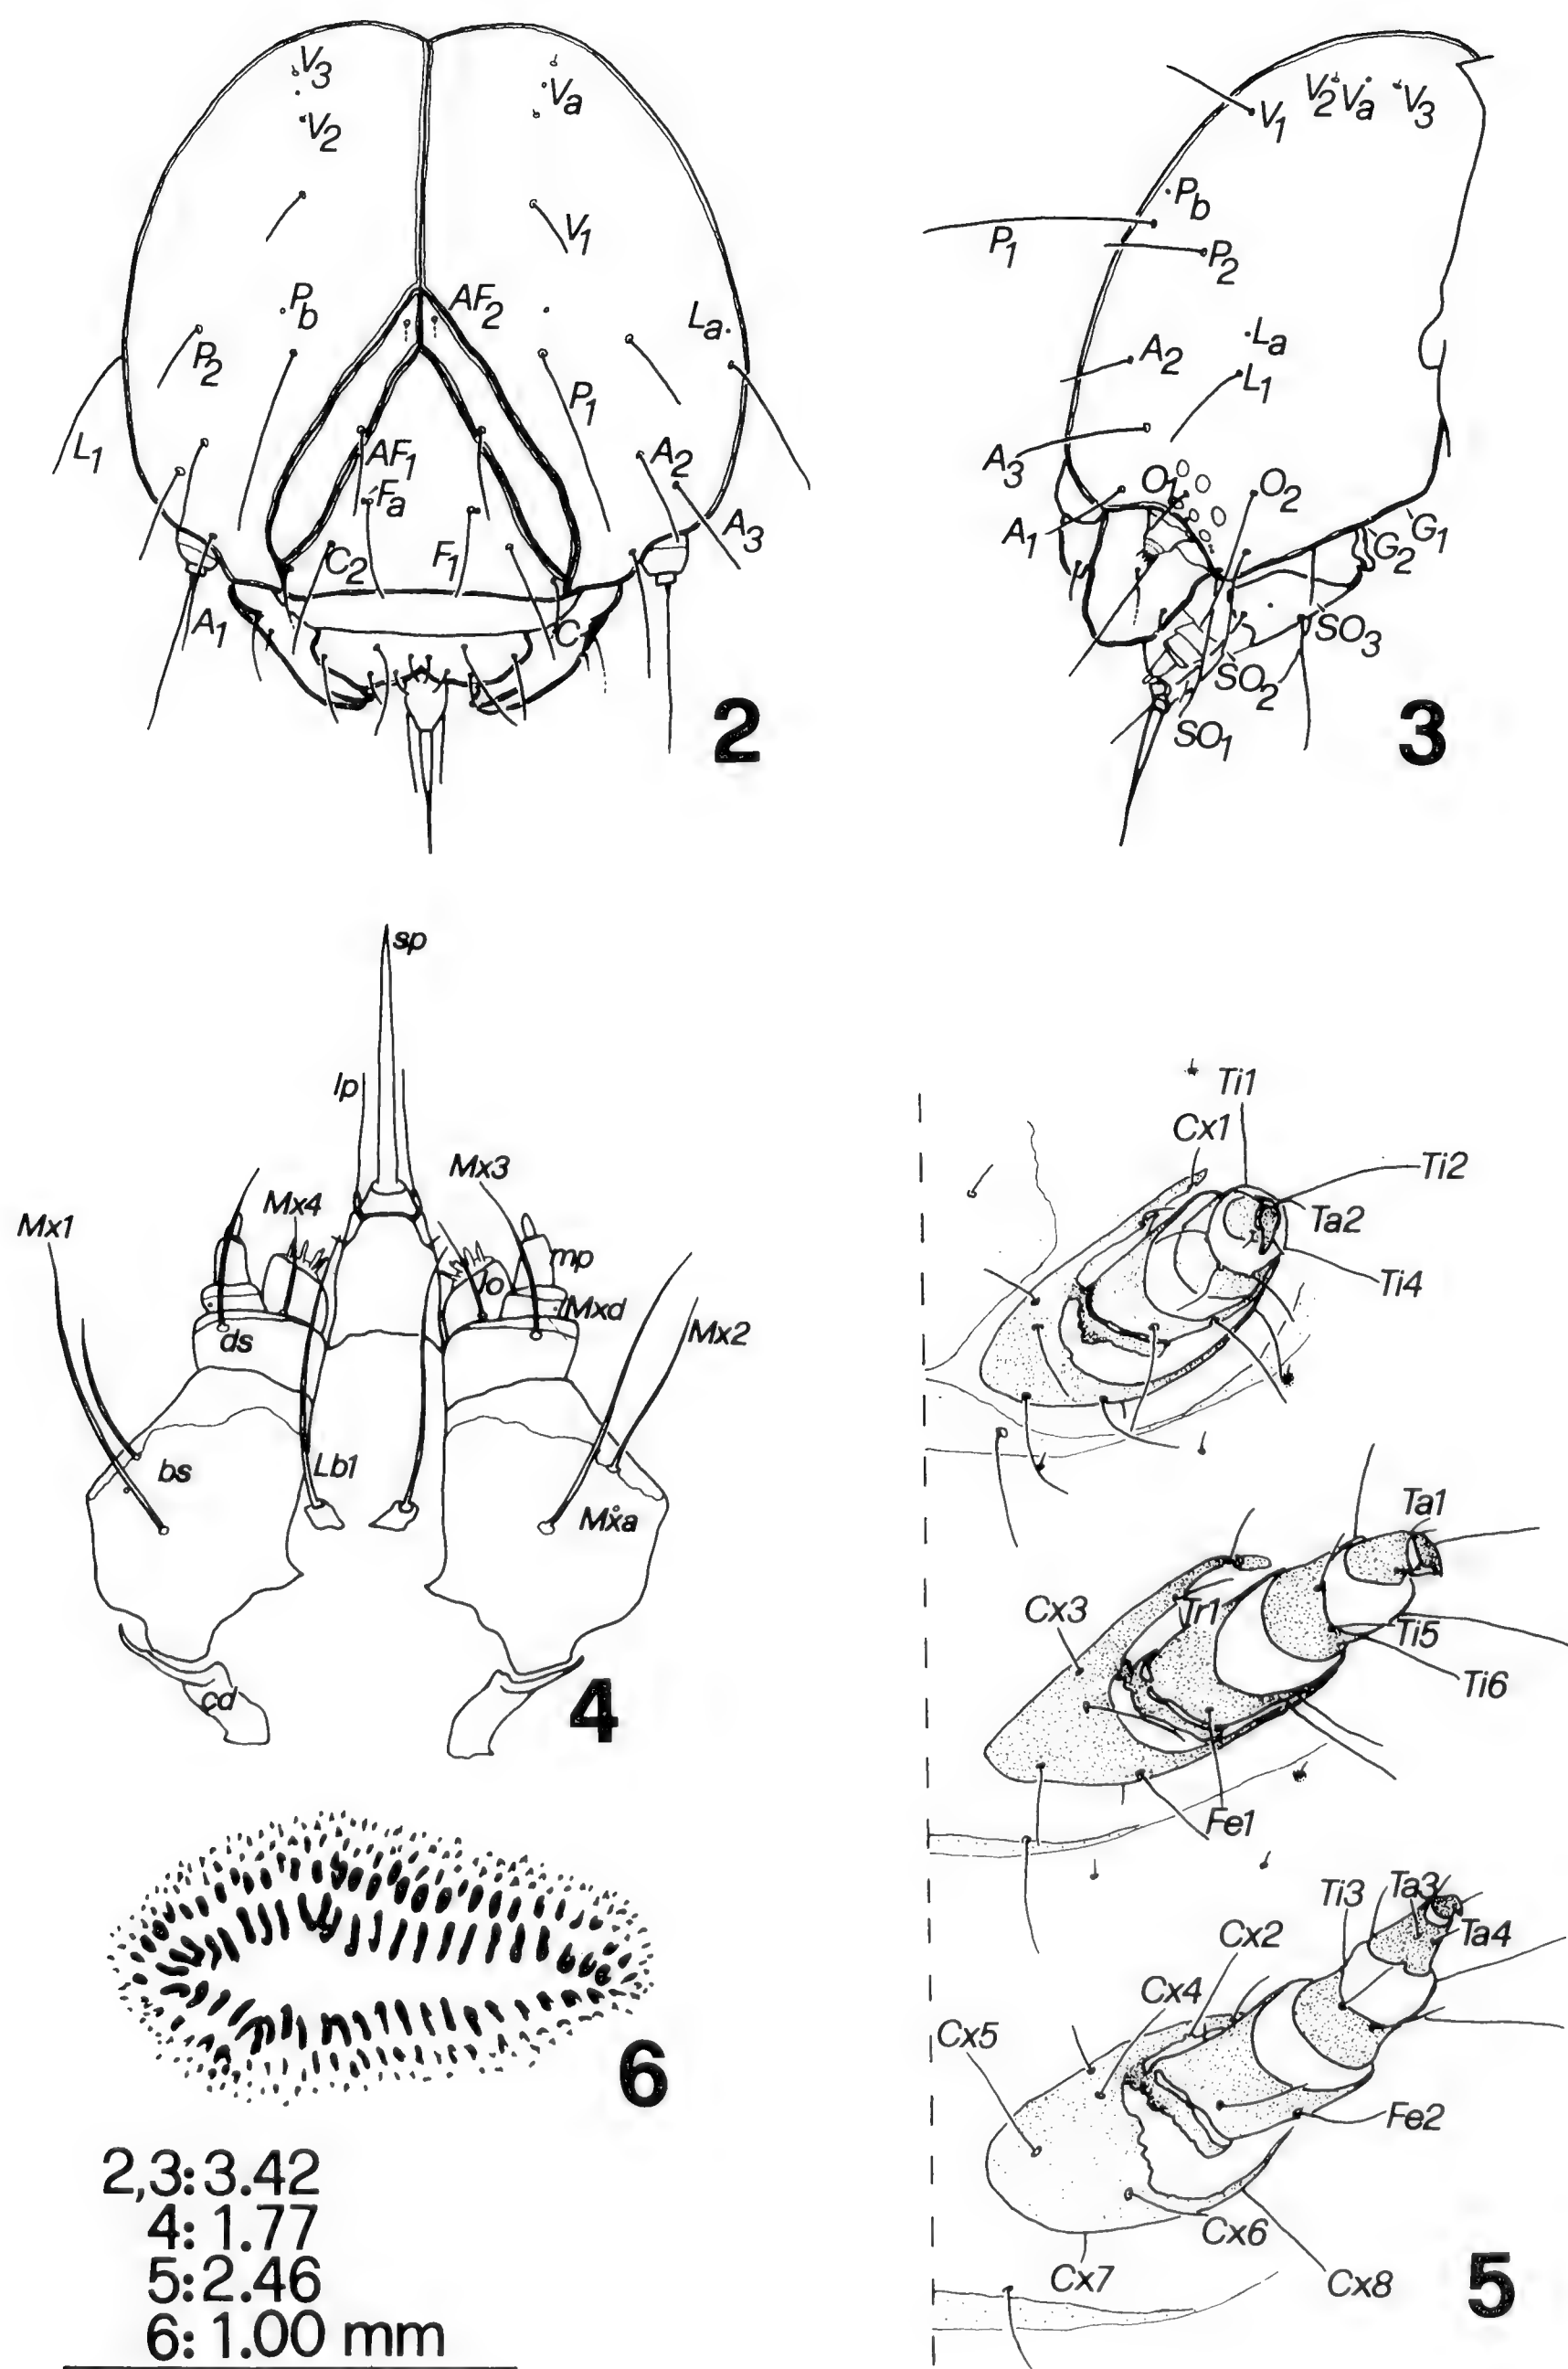 V3
Va
V2
V1
Pb
AF2
La
P2
P1
L1
AF1
A2
Fa
A3
C2
F1
A1
C1
2
V2 Va V3
V1
Pb
P1
P2
La
A2
L1
A3
O1
O2
A1
G1
G2
SO3
SO2
SO1
3
sp
lp
Mx3
Mx4
Mx1
mp
lo
Mxd
Mx2
ds
bs
Lb1
Mxa
cd
4
Ti1
Cx1
Ti2
Ta2
Ti4
Ta1
Cx3
Tr1
Ti5
Ti6
Fe1
Ti3
Ta3
Ta4
Cx2
Cx4
Cx5
Fe2
Cx6
Cx7
Cx8
5
6
2,3: 3.42
4: 1.77
5: 2.46
6: 1.00 mm